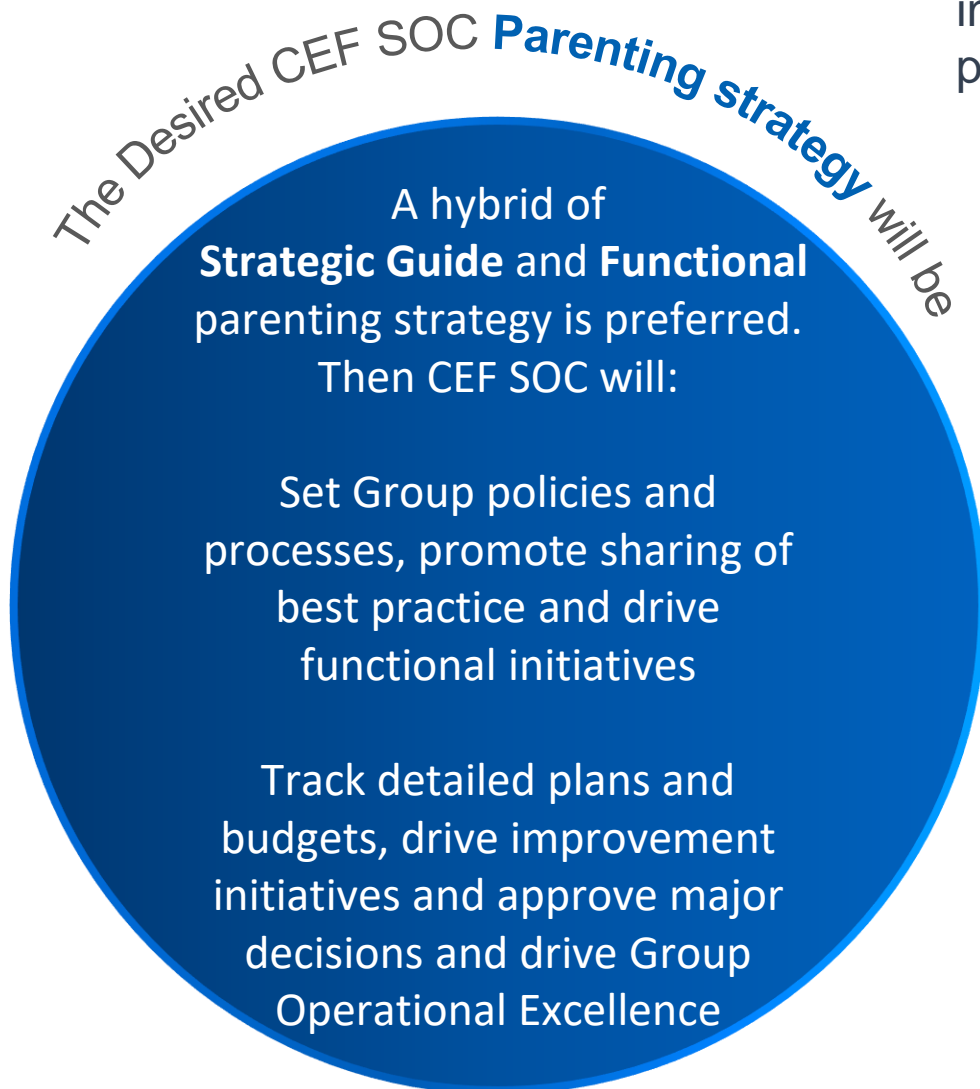 The Desired CEF SOC Parenting strategy will be
A hybrid of
Strategic Guide and Functional
parenting strategy is preferred.
Then CEF SOC will:
Set Group policies and
processes, promote sharing of
best practice and drive
functional initiatives
Track detailed plans and
budgets, drive improvement
initiatives and approve major
decisions and drive Group
Operational Excellence